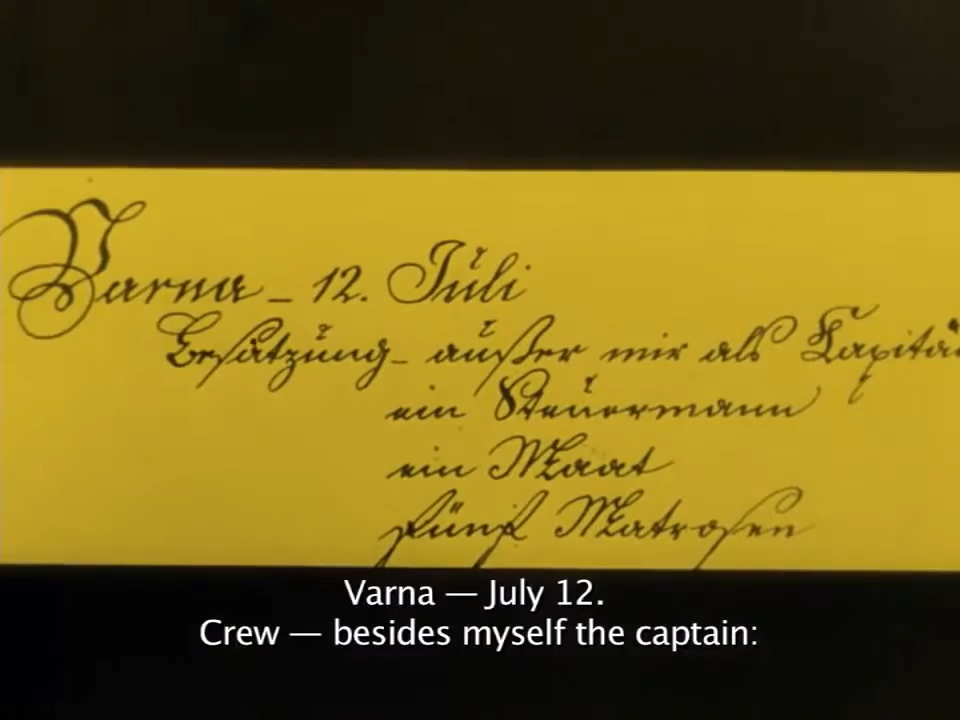 Varna – 12. Juli
Besatzung – außer mir als Kapitä
ein Steuermann
ein Maat
fünf Matrosen
Varna — July 12.
Crew — besides myself the captain: